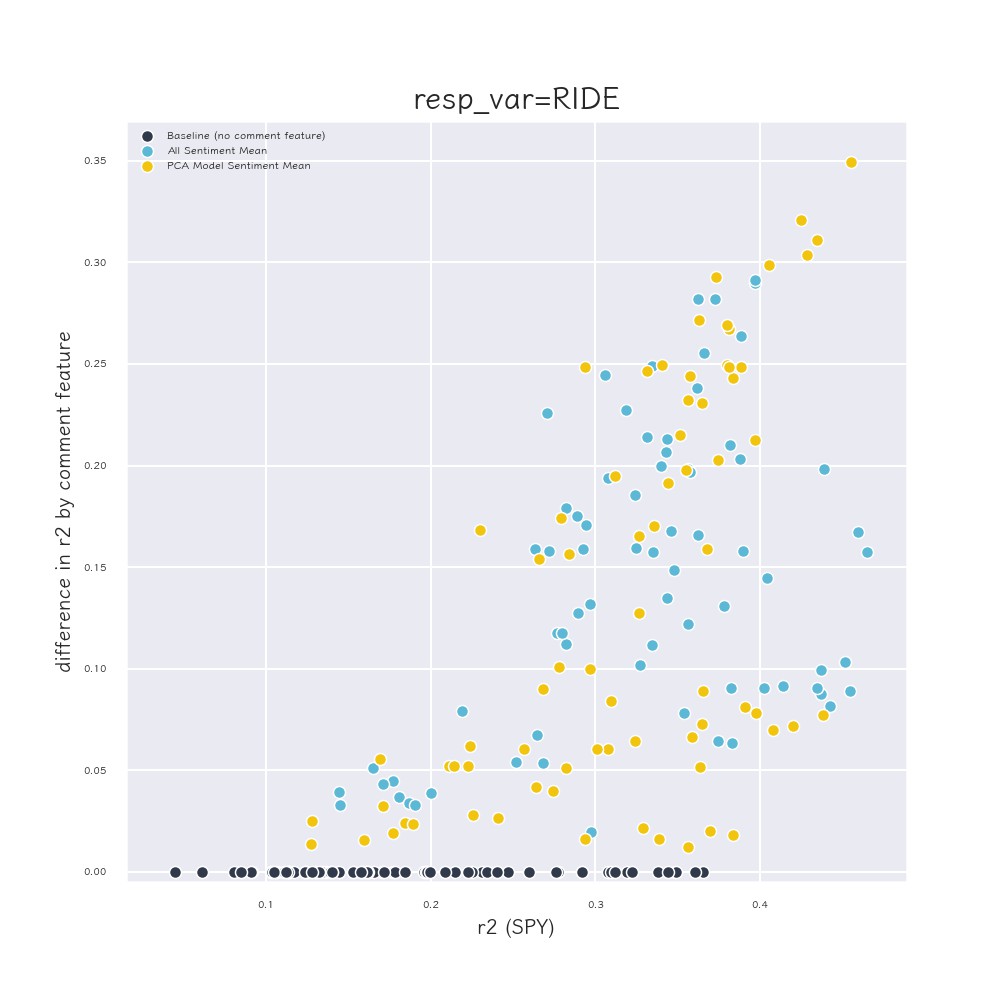 resp_var=RIDE
Baseline (no comment feature)
All Sentiment Mean
PCA Model Sentiment Mean
difference in r2 by comment feature
0.35
0.30
0.25
0.20
0.15
0.10
0.05
0.00
0.1 0.2 0.3 0.4
r2 (SPY)